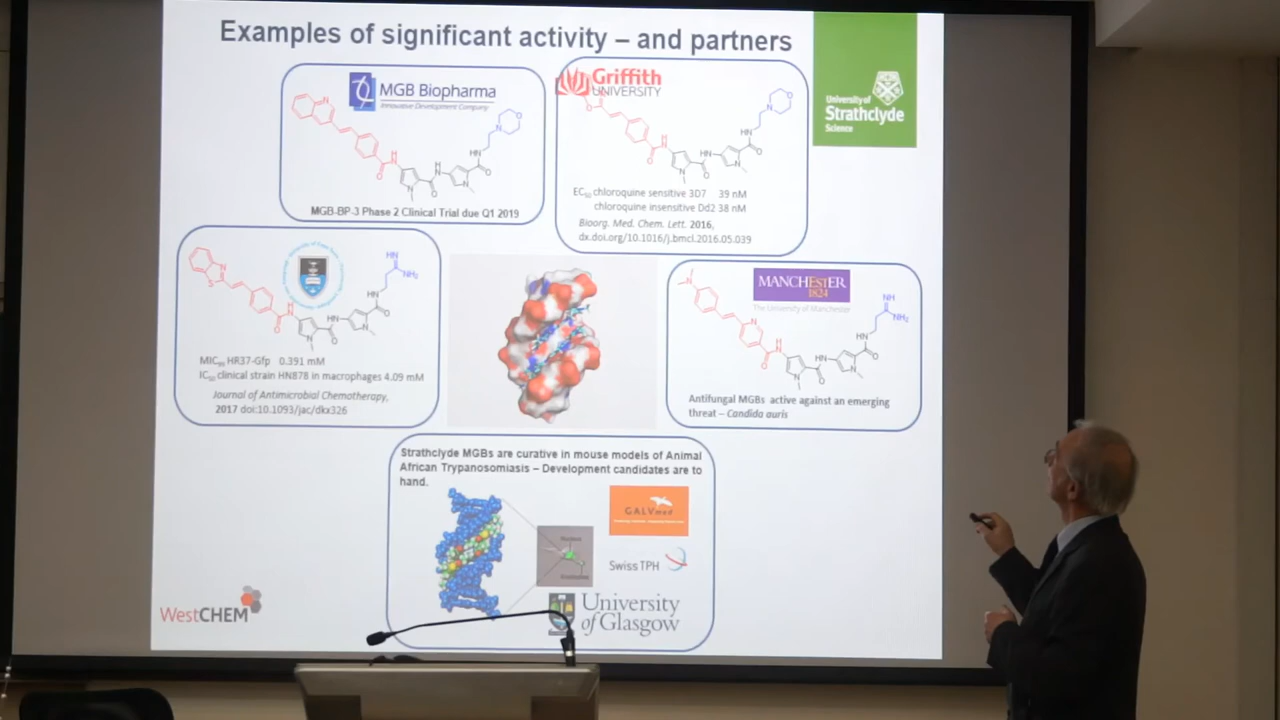 Examples of significant activity – and partners
MGB Biopharma
Innovative Development Company
MGB-BP-3 Phase 2 Clinical Trial due Q1 2019
Griffith
UNIVERSITY
EC50 chloroquine sensitive 3D7 39 nM
chloroquine insensitive Dd2 38 nM
Bioorg. Med. Chem. Lett. 2016,
dx.doi.org/10.1016/j.bmcl.2016.05.039
University of
Strathclyde
Science
MIC99 HR37-Gfp 0.391 mM
IC50 clinical strain HN878 in macrophages 4.09 mM
Journal of Antimicrobial Chemotherapy,
2017 doi:10.1093/jac/dkx326
MANCHESTER
1824
The University of Manchester
Antifungal MGBs active against an emerging
threat – Candida auris
Strathclyde MGBs are curative in mouse models of Animal
African Trypanosomiasis – Development candidates are to
hand.
GALVmed
Nucleus
Kinetoplast
Swiss TPH
University
of Glasgow
WestCHEM